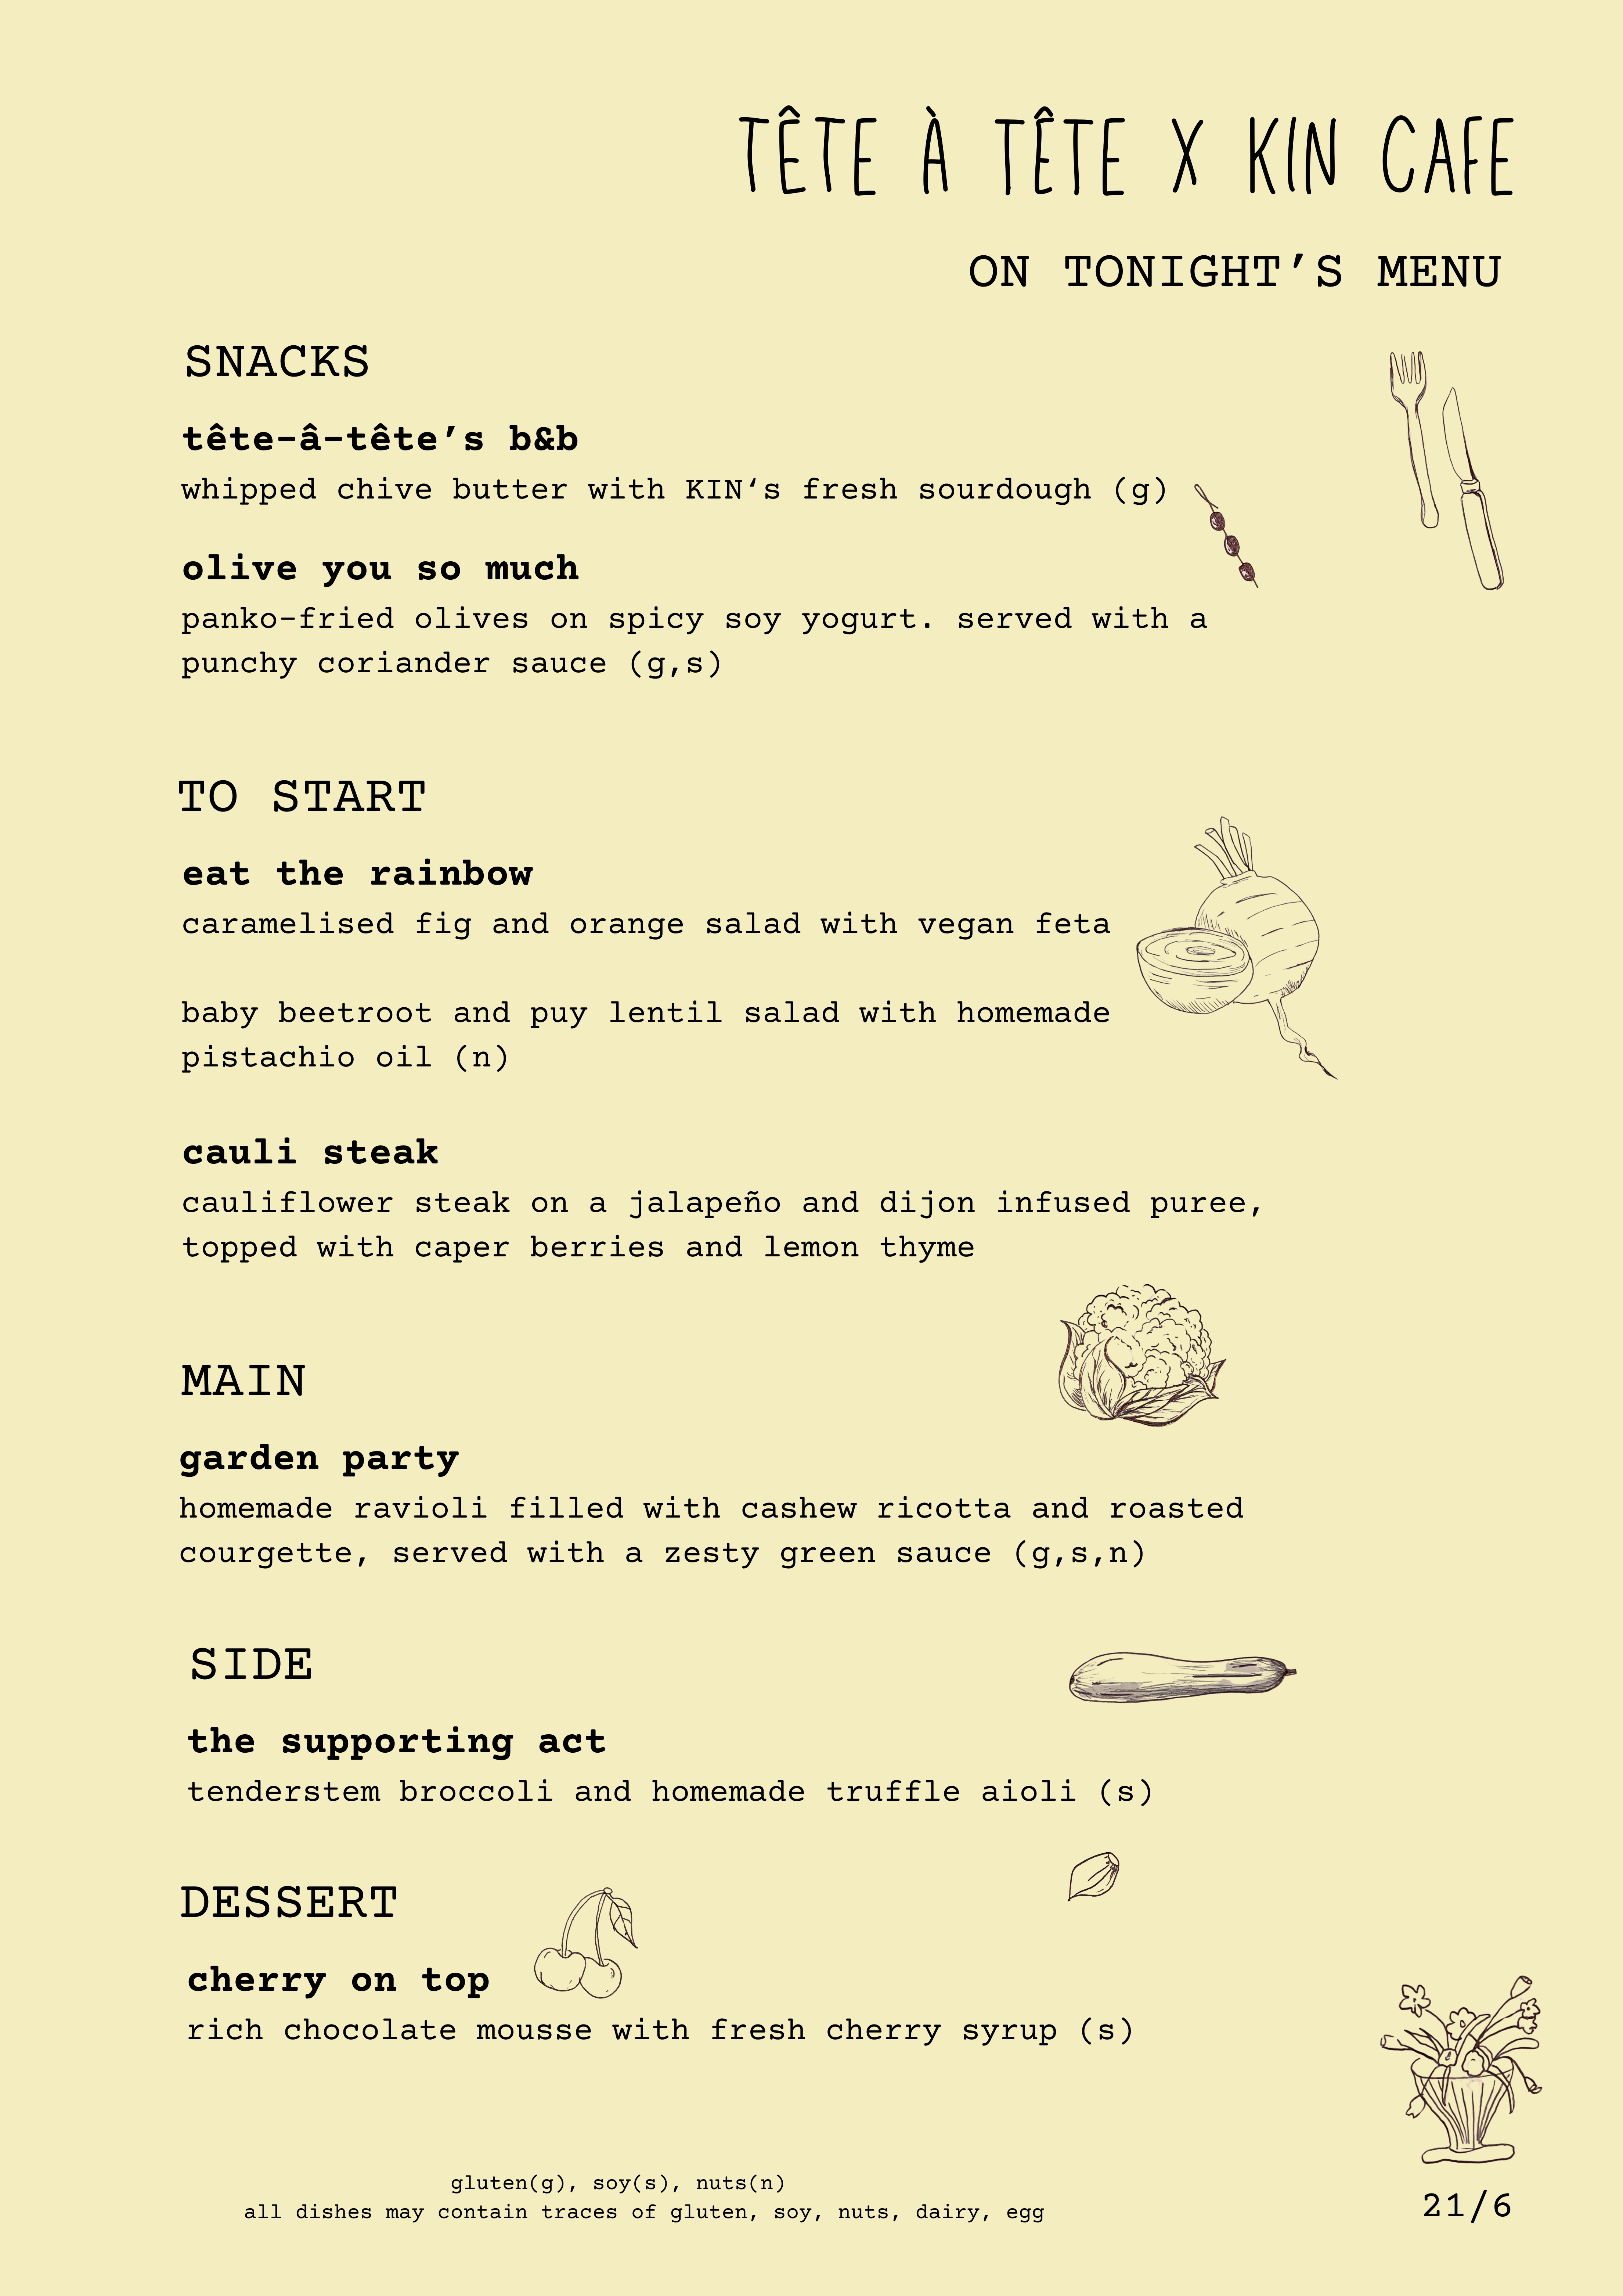 TÊTE À TÊTE X KIN CAFE
ON TONIGHT’S MENU
SNACKS
tête-â-tête’s b&b
whipped chive butter with KIN‘s fresh sourdough (g)
olive you so much
panko-fried olives on spicy soy yogurt. served with a
punchy coriander sauce (g,s)
TO START
eat the rainbow
caramelised fig and orange salad with vegan feta
baby beetroot and puy lentil salad with homemade
pistachio oil (n)
cauli steak
cauliflower steak on a jalapeño and dijon infused puree,
topped with caper berries and lemon thyme
MAIN
garden party
homemade ravioli filled with cashew ricotta and roasted
courgette, served with a zesty green sauce (g,s,n)
SIDE
the supporting act
tenderstem broccoli and homemade truffle aioli (s)
DESSERT
cherry on top
rich chocolate mousse with fresh cherry syrup (s)
gluten(g), soy(s), nuts(n)
all dishes may contain traces of gluten, soy, nuts, dairy, egg
21/6